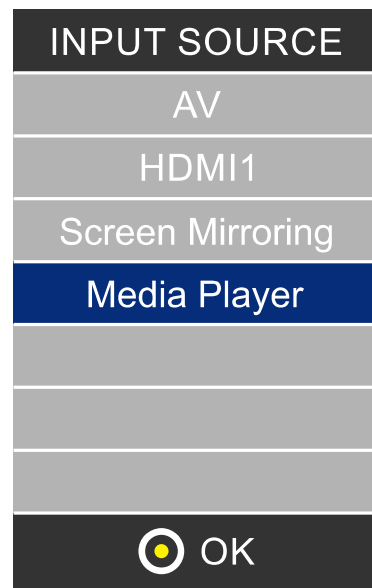 INPUT SOURCE
AV
HDMI1
Screen Mirroring
Media Player
OK